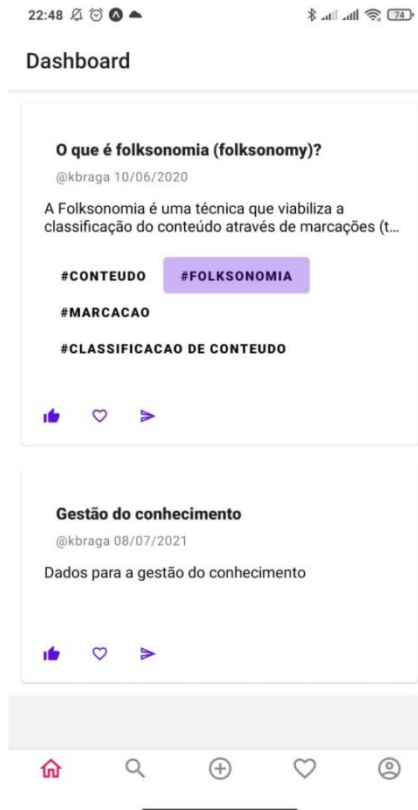 22:48
74
Dashboard
O que é folksonomia (folksonomy)?
@kbraga 10/06/2020
A Folksonomia é uma técnica que viabiliza a
classificação do conteúdo através de marcações (t...
#CONTEUDO #FOLKSONOMIA
#MARCACAO
#CLASSIFICACAO DE CONTEUDO
Gestão do conhecimento
@kbraga 08/07/2021
Dados para a gestão do conhecimento